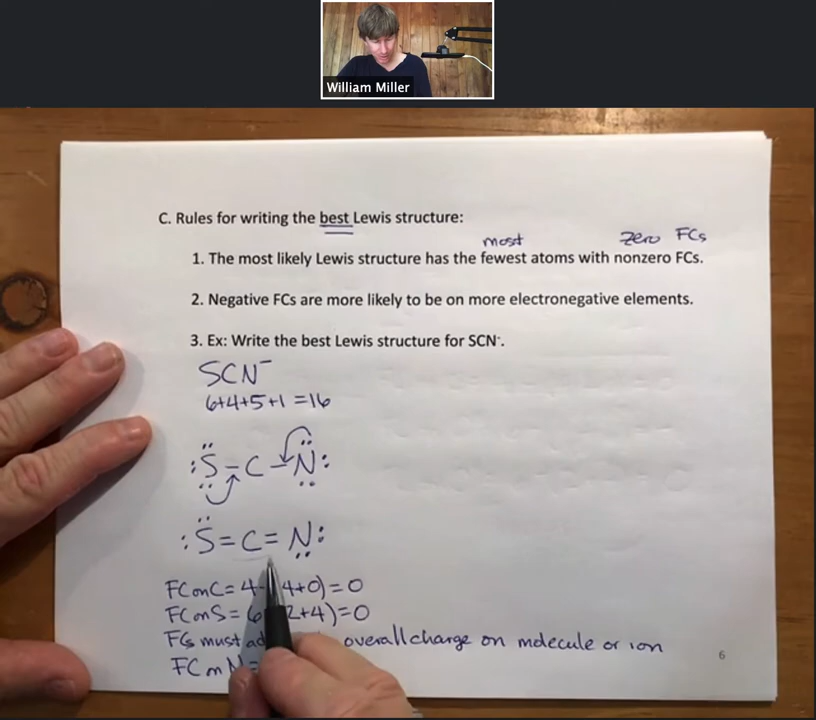 William Miller
C. Rules for writing the best Lewis structure:
most zero FCs
1. The most likely Lewis structure has the fewest atoms with nonzero FCs.
2. Negative FCs are more likely to be on more electronegative elements.
3. Ex: Write the best Lewis structure for SCN⁻.
SCN⁻
6+4+5+1 = 16
:S – C – N:
:S = C = N:
FC on C = 4 4+0) = 0
FC on S = 6 2+4) = 0
FCs must overall charge on molecule or ion
6
FC on N =